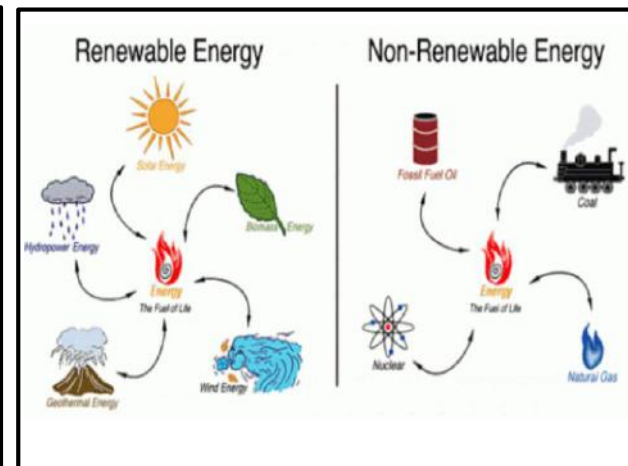 Renewable Energy
Solar Energy
Hydropower Energy
Biomass Energy
Energy
The Fuel of Life
Geothermal Energy
Wind Energy
Non-Renewable Energy
Fossil Fuel Oil
Coal
Energy
The Fuel of Life
Nuclear
Natural Gas